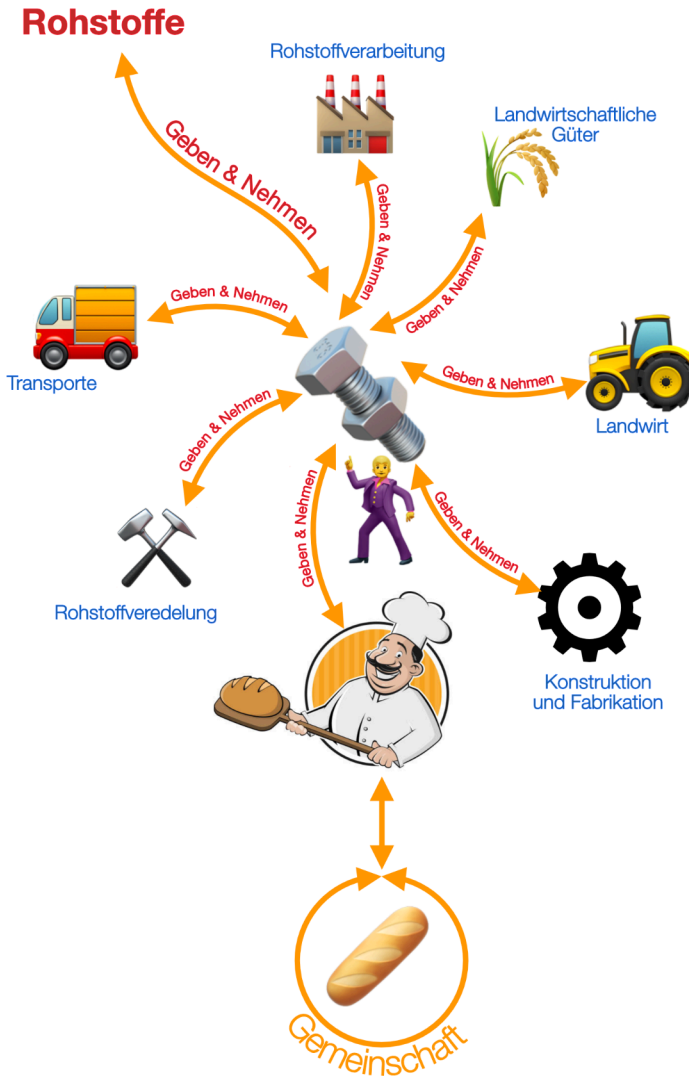 Rohstoffe
Rohstoffverarbeitung
Landwirtschaftliche
Güter
Geben & Nehmen
Geben & Nehmen
Geben & Nehmen
Geben & Nehmen
Transporte
Geben & Nehmen
Landwirt
Geben & Nehmen
Geben & Nehmen
Geben & Nehmen
Rohstoffveredelung
Konstruktion
und Fabrikation
Gemeinschaft